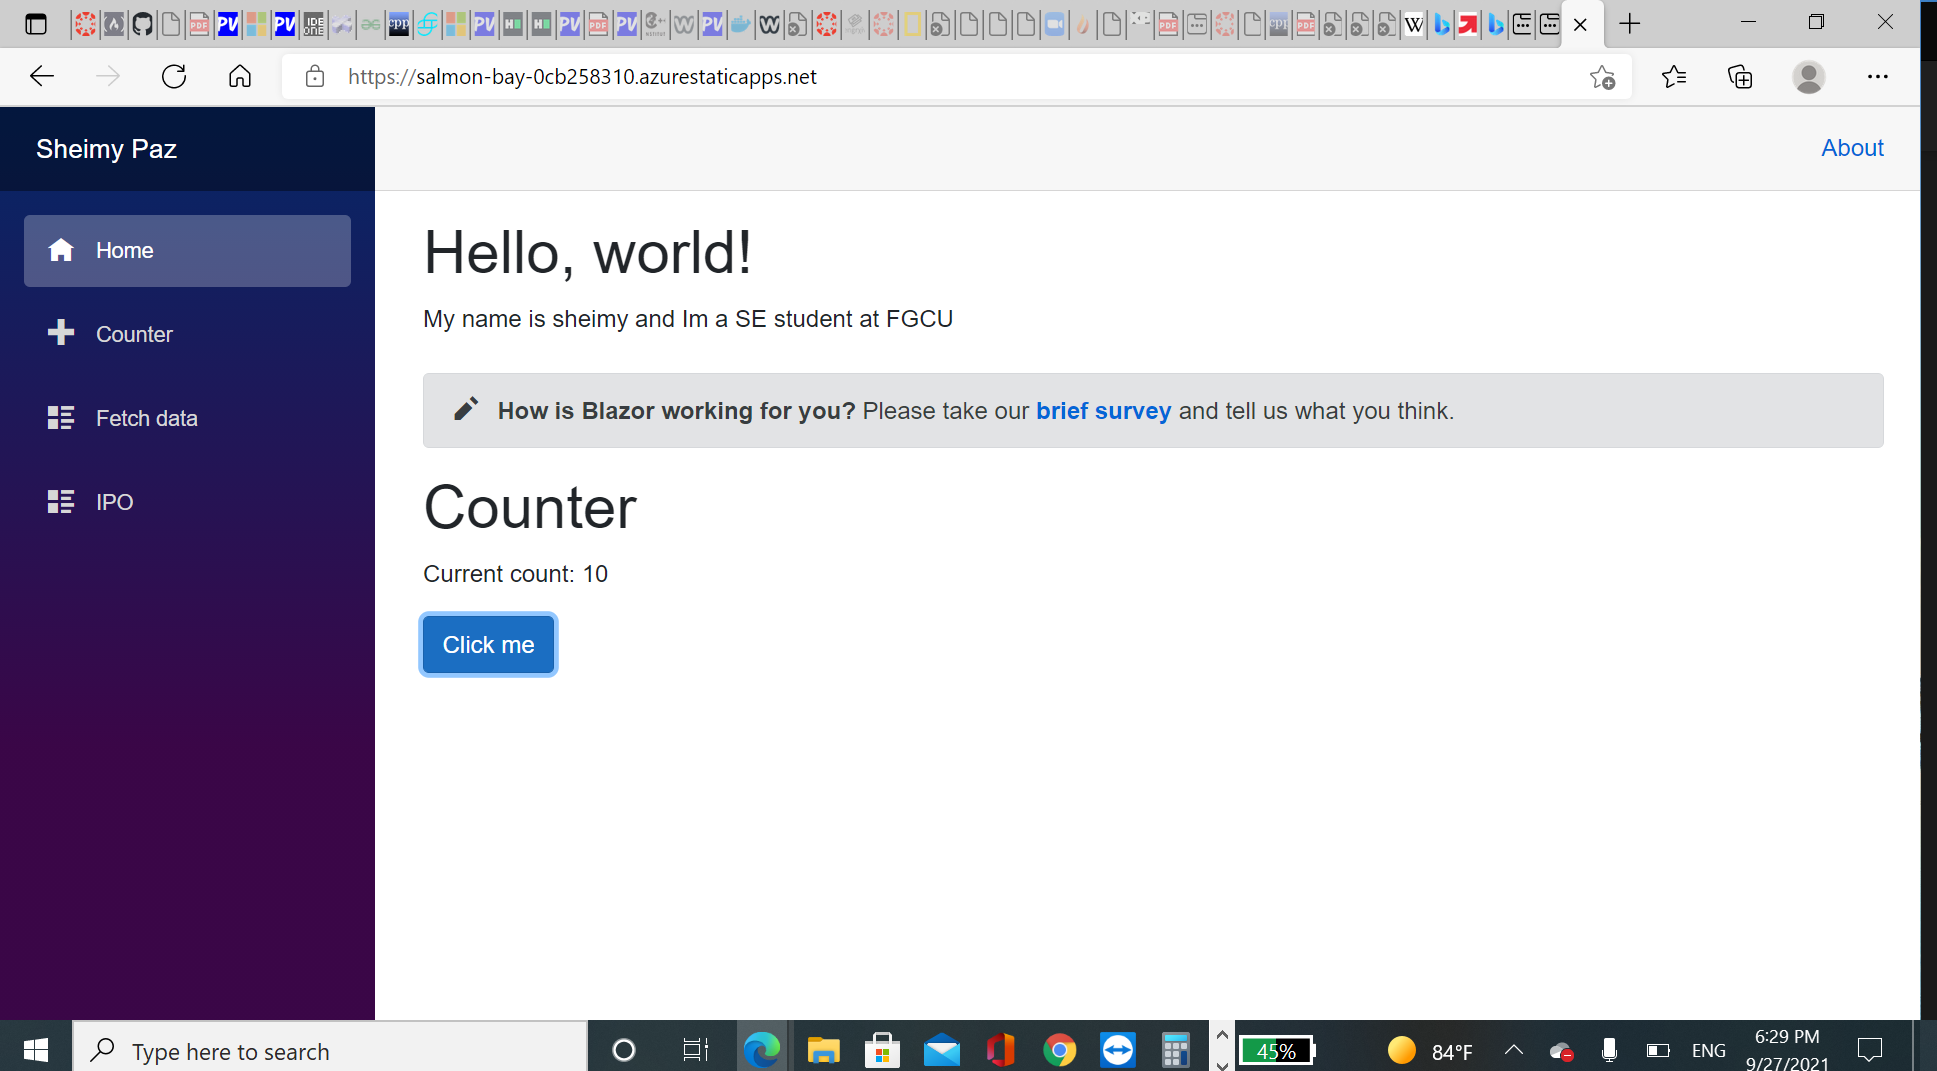 https://salmon-bay-0cb258310.azurestaticapps.net
Sheimy Paz
About
Home
Counter
Fetch data
IPO
Hello, world!
My name is sheimy and Im a SE student at FGCU
How is Blazor working for you? Please take our brief survey and tell us what you think.
Counter
Current count: 10
Click me
Type here to search
45%
84°F
ENG
6:29 PM
9/27/2021